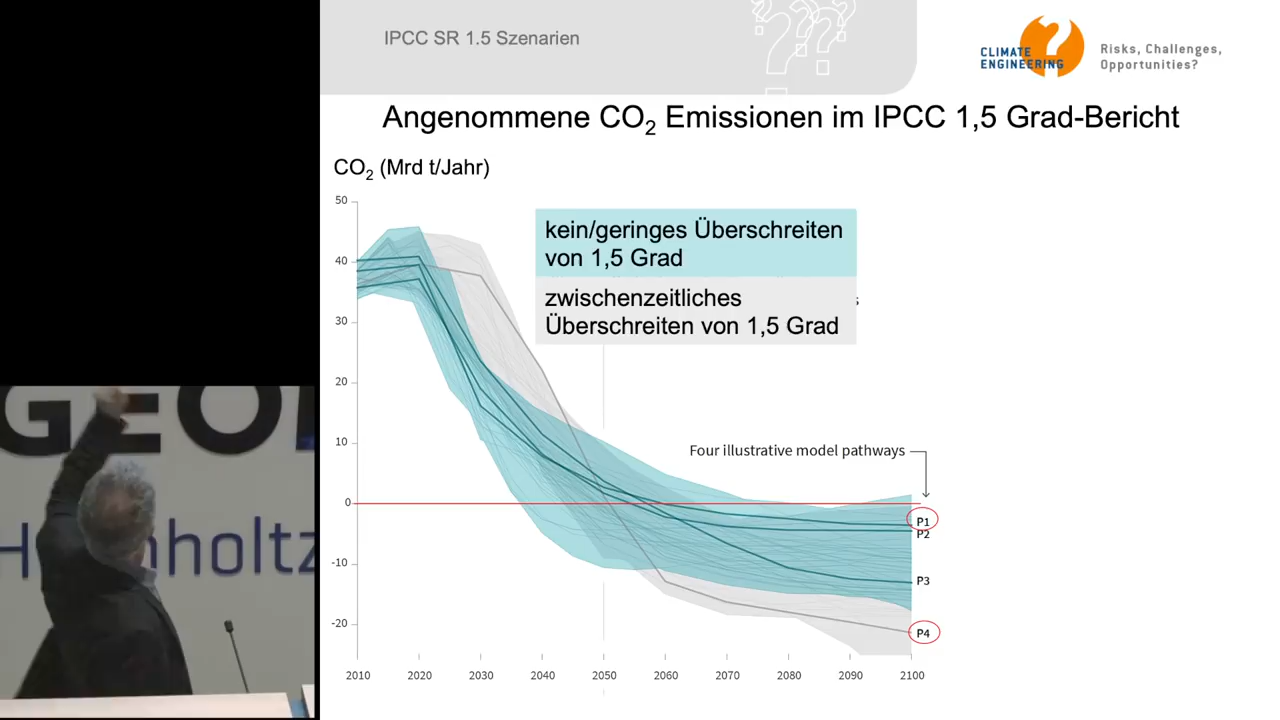 IPCC SR 1.5 Szenarien
CLIMATE
ENGINEERING
Risks, Challenges,
Opportunities?
Angenommene CO₂ Emissionen im IPCC 1,5 Grad-Bericht
CO₂ (Mrd t/Jahr)
50
40
30
20
10
0
-10
-20
kein/geringes Überschreiten
von 1,5 Grad
zwischenzeitliches
Überschreiten von 1,5 Grad
s
Four illustrative model pathways
P1
P2
P3
P4
2010 2020 2030 2040 2050 2060 2070 2080 2090 2100
GEO
H
holtz